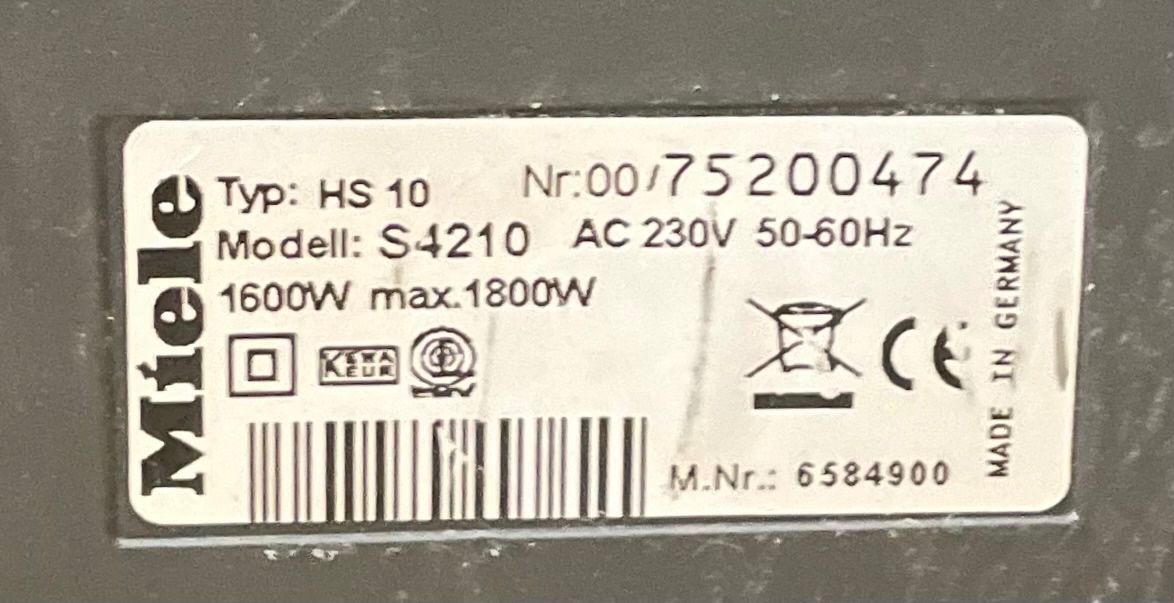 Miele
Typ: HS 10 Nr:00/75200474
Modell: S4210 AC 230V 50-60Hz
1600W max.1800W
KEMA
KEUR
CE
M.Nr.: 6584900
MADE IN GERMANY